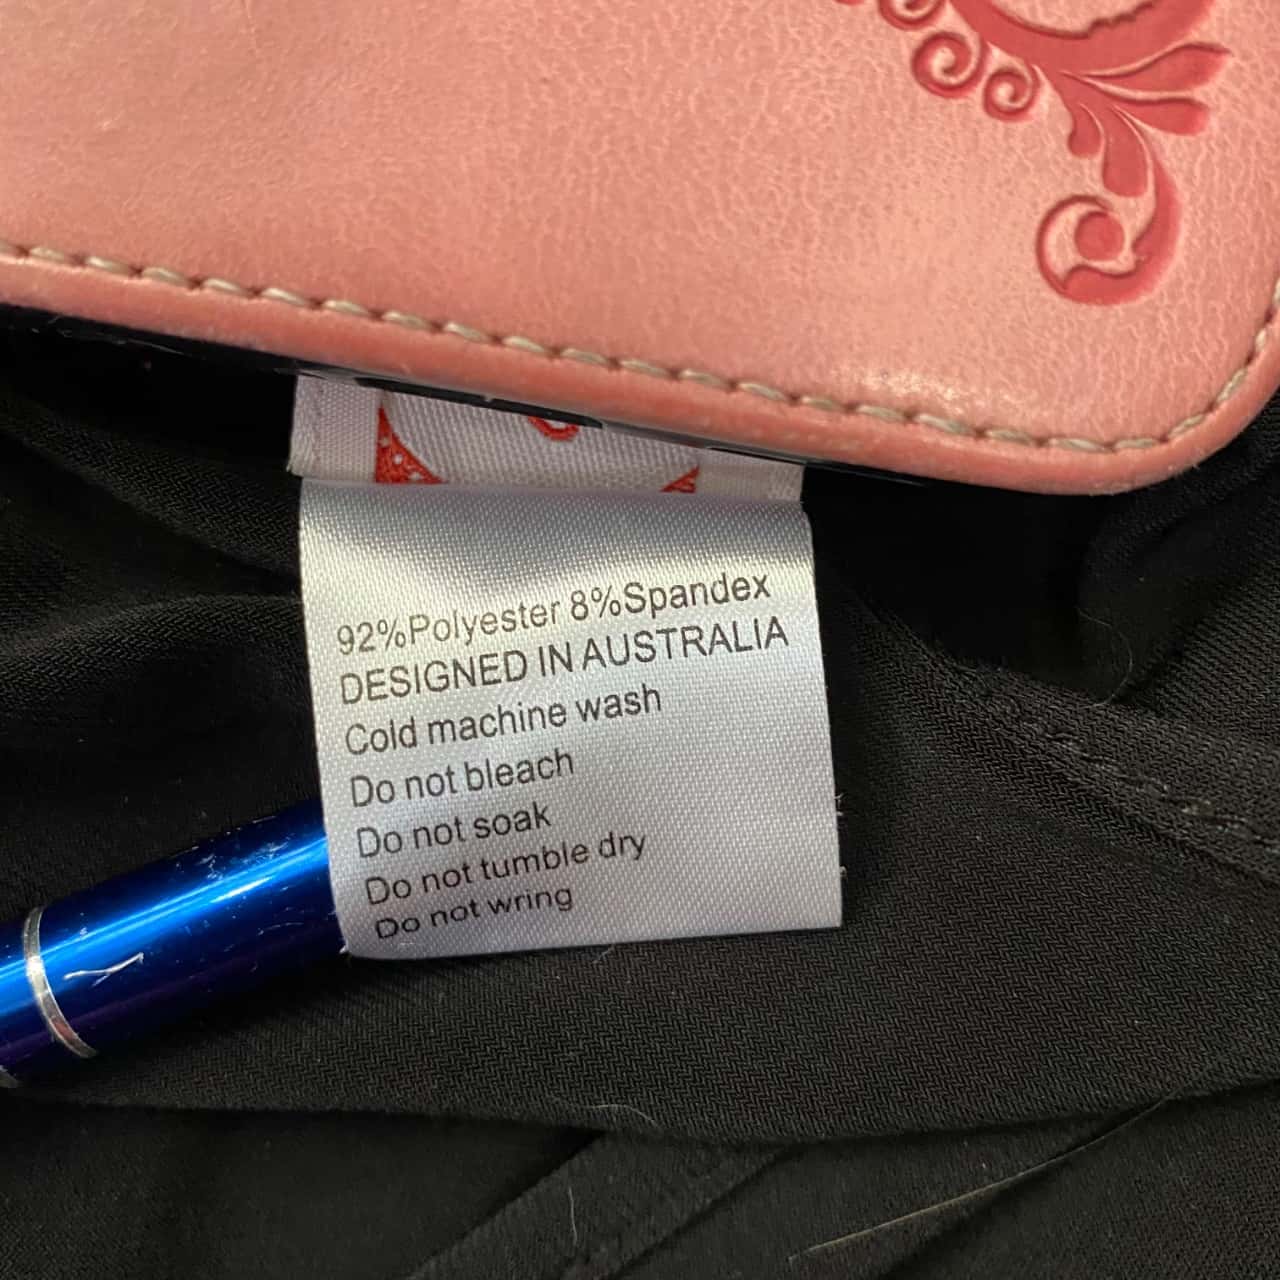 92%Polyester 8%Spandex
DESIGNED IN AUSTRALIA
Cold machine wash
Do not bleach
Do not soak
Do not tumble dry
Do not wring